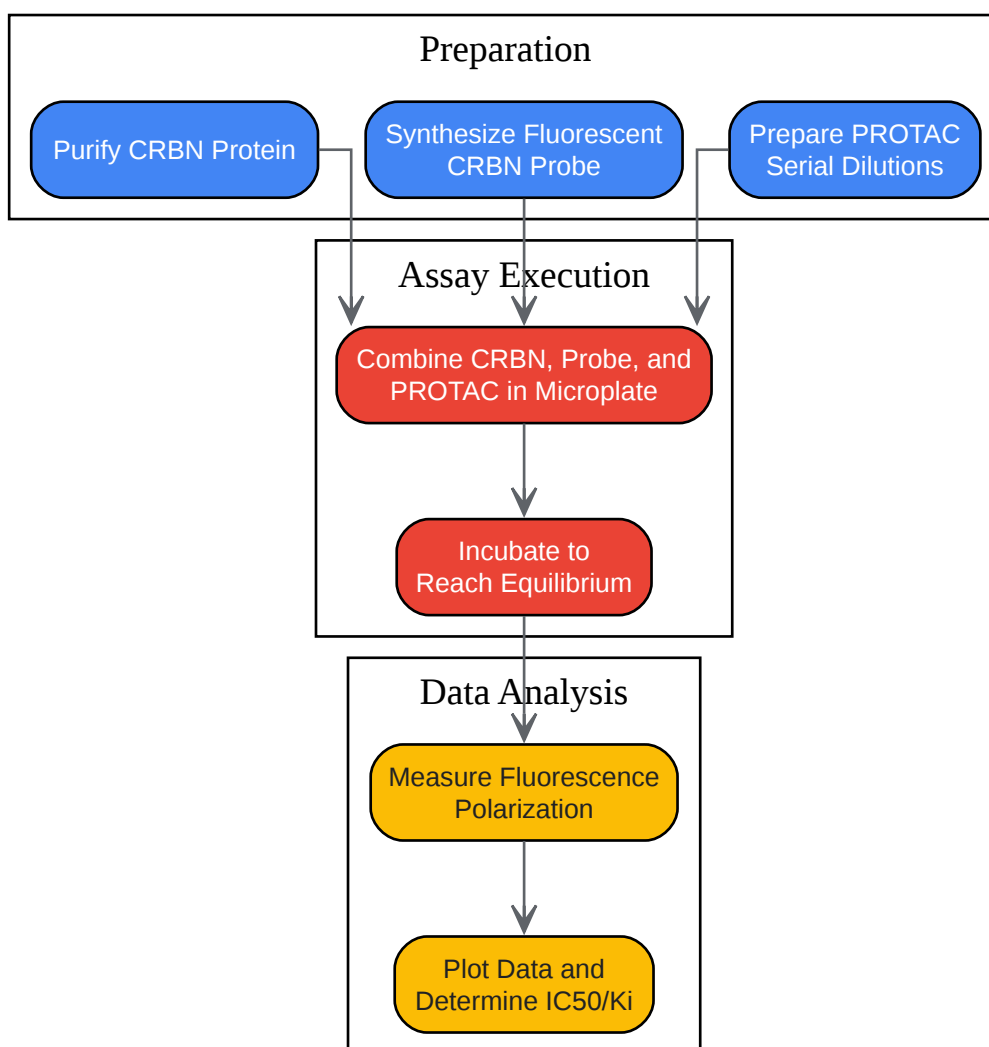 Preparation
Purify CRBN Protein
Synthesize Fluorescent
CRBN Probe
Prepare PROTAC
Serial Dilutions
Assay Execution
Combine CRBN, Probe, and
PROTAC in Microplate
Incubate to
Reach Equilibrium
Data Analysis
Measure Fluorescence
Polarization
Plot Data and
Determine IC50/Ki